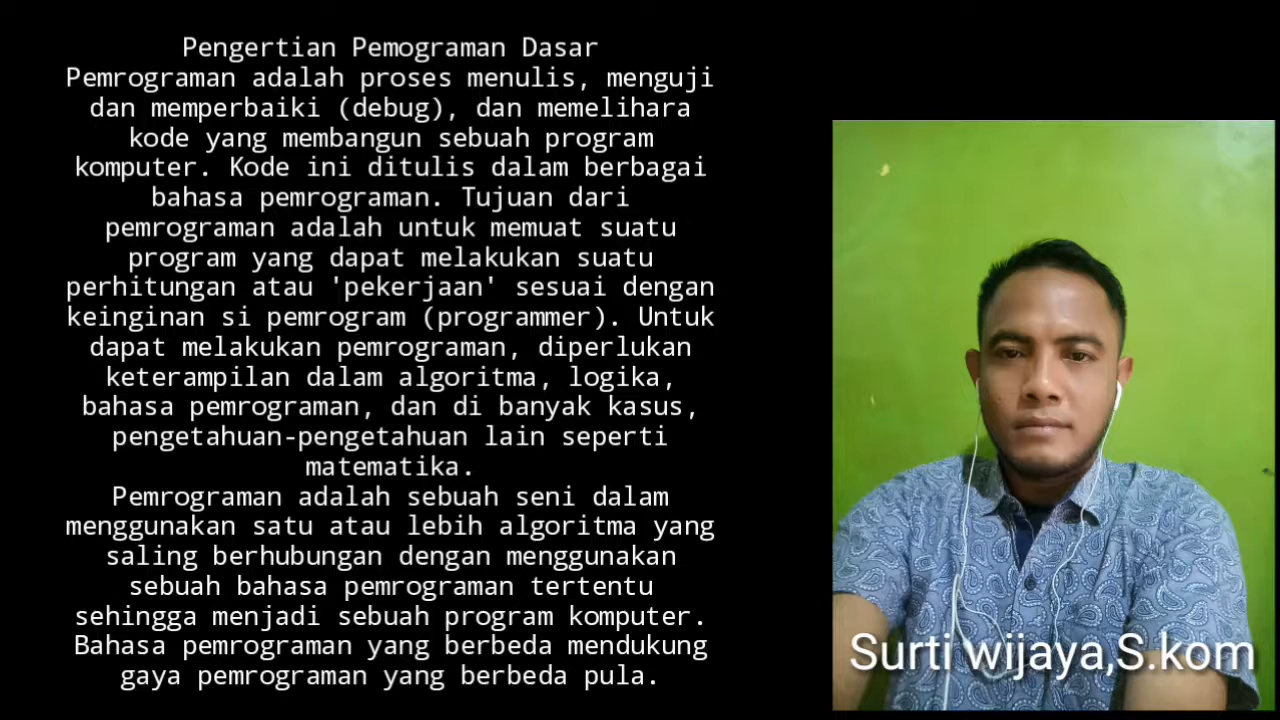 Pengertian Pemograman Dasar
Pemrograman adalah proses menulis, menguji
dan memperbaiki (debug), dan memelihara
kode yang membangun sebuah program
komputer. Kode ini ditulis dalam berbagai
bahasa pemrograman. Tujuan dari
pemrograman adalah untuk memuat suatu
program yang dapat melakukan suatu
perhitungan atau 'pekerjaan' sesuai dengan
keinginan si pemrogram (programmer). Untuk
dapat melakukan pemrograman, diperlukan
keterampilan dalam algoritma, logika,
bahasa pemrograman, dan di banyak kasus,
pengetahuan-pengetahuan lain seperti
matematika.
Pemrograman adalah sebuah seni dalam
menggunakan satu atau lebih algoritma yang
saling berhubungan dengan menggunakan
sebuah bahasa pemrograman tertentu
sehingga menjadi sebuah program komputer.
Bahasa pemrograman yang berbeda mendukung
gaya pemrograman yang berbeda pula.
Surti wijaya,S.kom